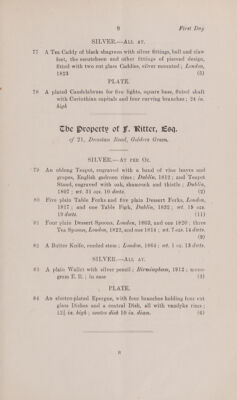 9 First Day
SILVER.—ALL AT.
77 A Tea Caddy of black shagreen with silver fittings, ball and claw
feet, the escutcheon and other fittings of pierced design,
fitted with two cut glass Caddies, silver mounted; London,
1823 (5)
PLATE.
78 A plated Candelabrum for five lights, square base, fluted shaft
with Corinthian capitals and four curving branches; 24 in.
high
The Property of F. Ritter, Esq.
of 21, Road, Golders Green.
SILVER.—AT PER OZ.
79 An oblong Teapot, engraved with a band of vine leaves and
grapes, English gadroon rims; Dublin, 1812; and Teapot
Stand, engraved with oak, shamrock and thistle; Dublin,
1807; wt. 31 ozs. 10 dwts. (2)
80 Five plain Table Forks and five plain Dessert Forks, London,
1817; and one Table Fork, Dublin, 1832; wt. 18 ozs.
19 dwts. (11)
81 Four plain Dessert Spoons, London, 1863, and one 1820; three
Tea Spoons, London, 1822, and one 1814; wt. 7 ozs. 14 dwts.
(9)
82 A Butter Knife, reeded stem; London, 1864; wt. 1 oz. 13 dwts.
SILVER.—ALL AT.
83 A plain Wallet with silver pencil; Birmingham, 1912; mono-
gram E. R.; in case (3)
PLATE.
84 An electro-plated Epergne, with four branches holding four cut
glass Dishes and a central Dish, all with vandyke rims;
13½ in. high; centre dish 10 in. diam. (6)
B